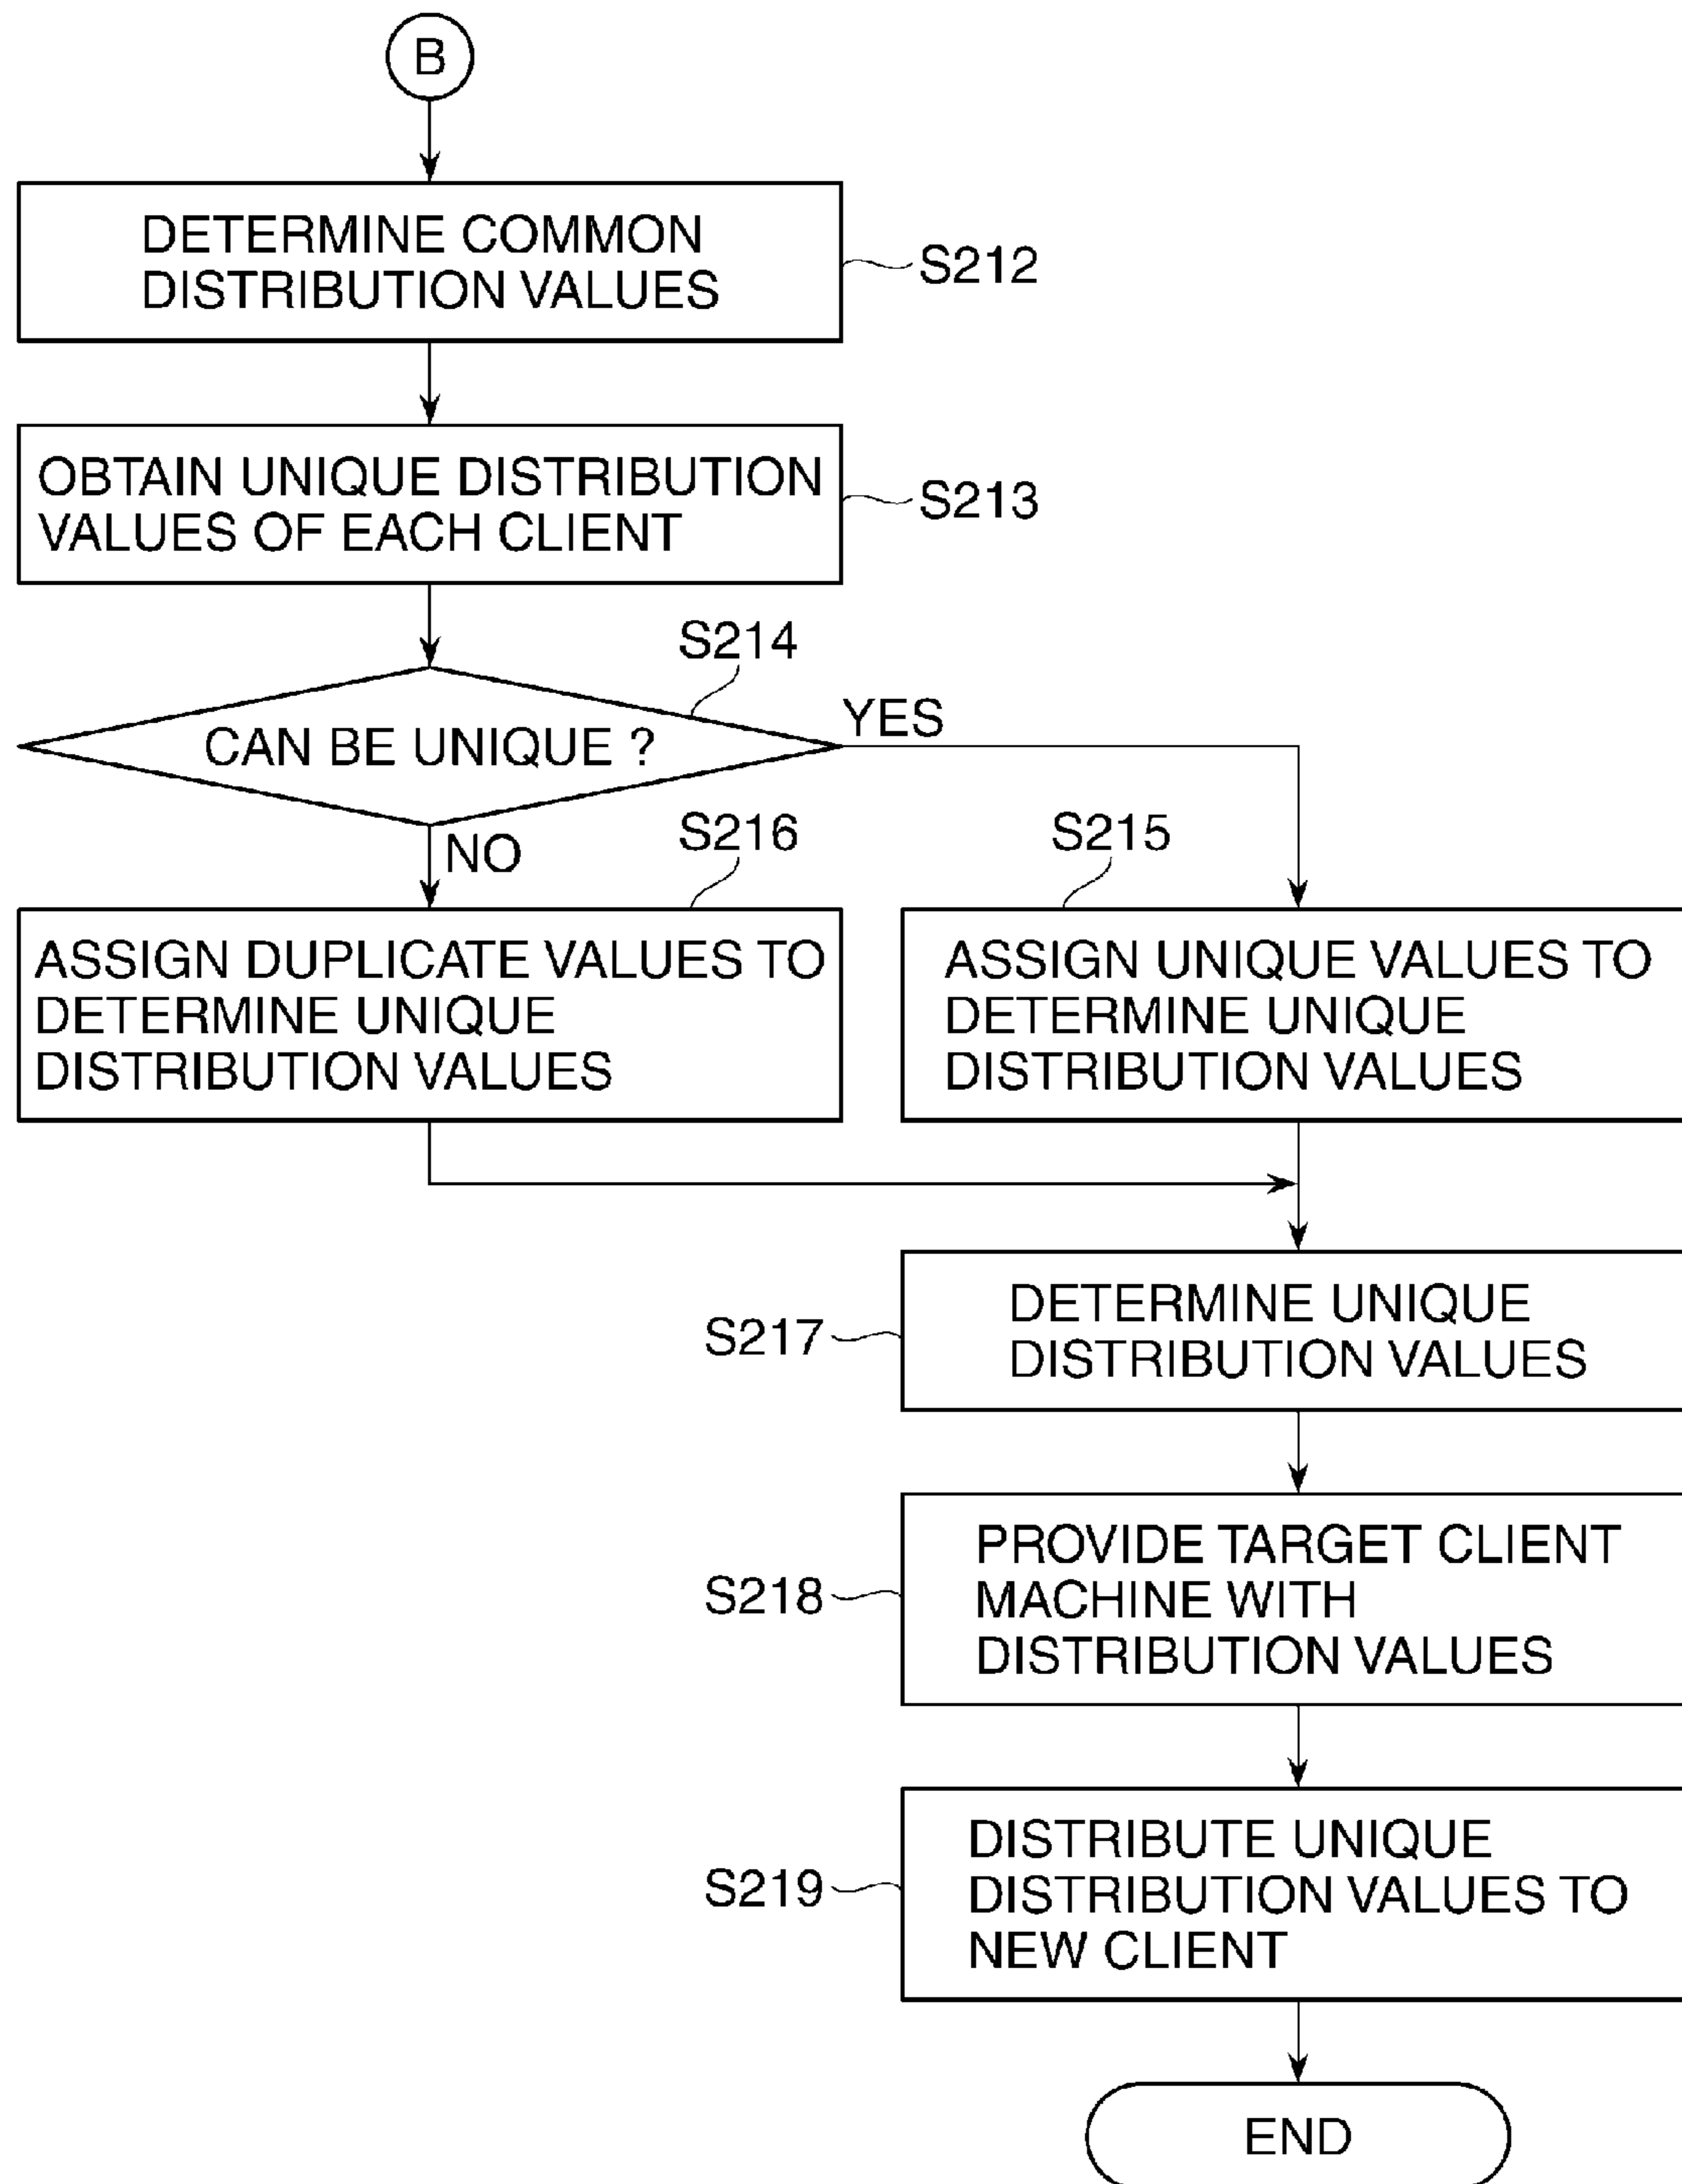 B
DETERMINE COMMON
DISTRIBUTION VALUES
S212
OBTAIN UNIQUE DISTRIBUTION
VALUES OF EACH CLIENT
S213
S214
CAN BE UNIQUE ?
YES
NO
S216
S215
ASSIGN DUPLICATE VALUES TO
DETERMINE UNIQUE
DISTRIBUTION VALUES
ASSIGN UNIQUE VALUES TO
DETERMINE UNIQUE
DISTRIBUTION VALUES
S217
DETERMINE UNIQUE
DISTRIBUTION VALUES
S218
PROVIDE TARGET CLIENT
MACHINE WITH
DISTRIBUTION VALUES
S219
DISTRIBUTE UNIQUE
DISTRIBUTION VALUES TO
NEW CLIENT
END